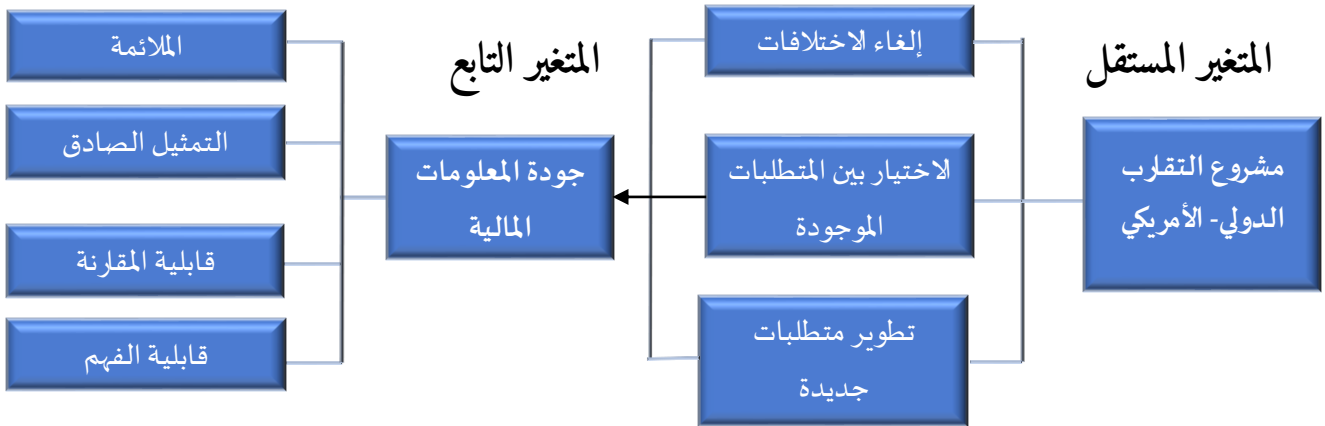 المتغير المستقل
مشروع التقارب
الدولي- الأمريكي
إلغاء الاختلافات
الاختيار بين المتطلبات
الموجودة
تطوير متطلبات
جديدة
المتغير التابع
جودة المعلومات
المالية
الملائمة
التمثيل الصادق
قابلية المقارنة
قابلية الفهم